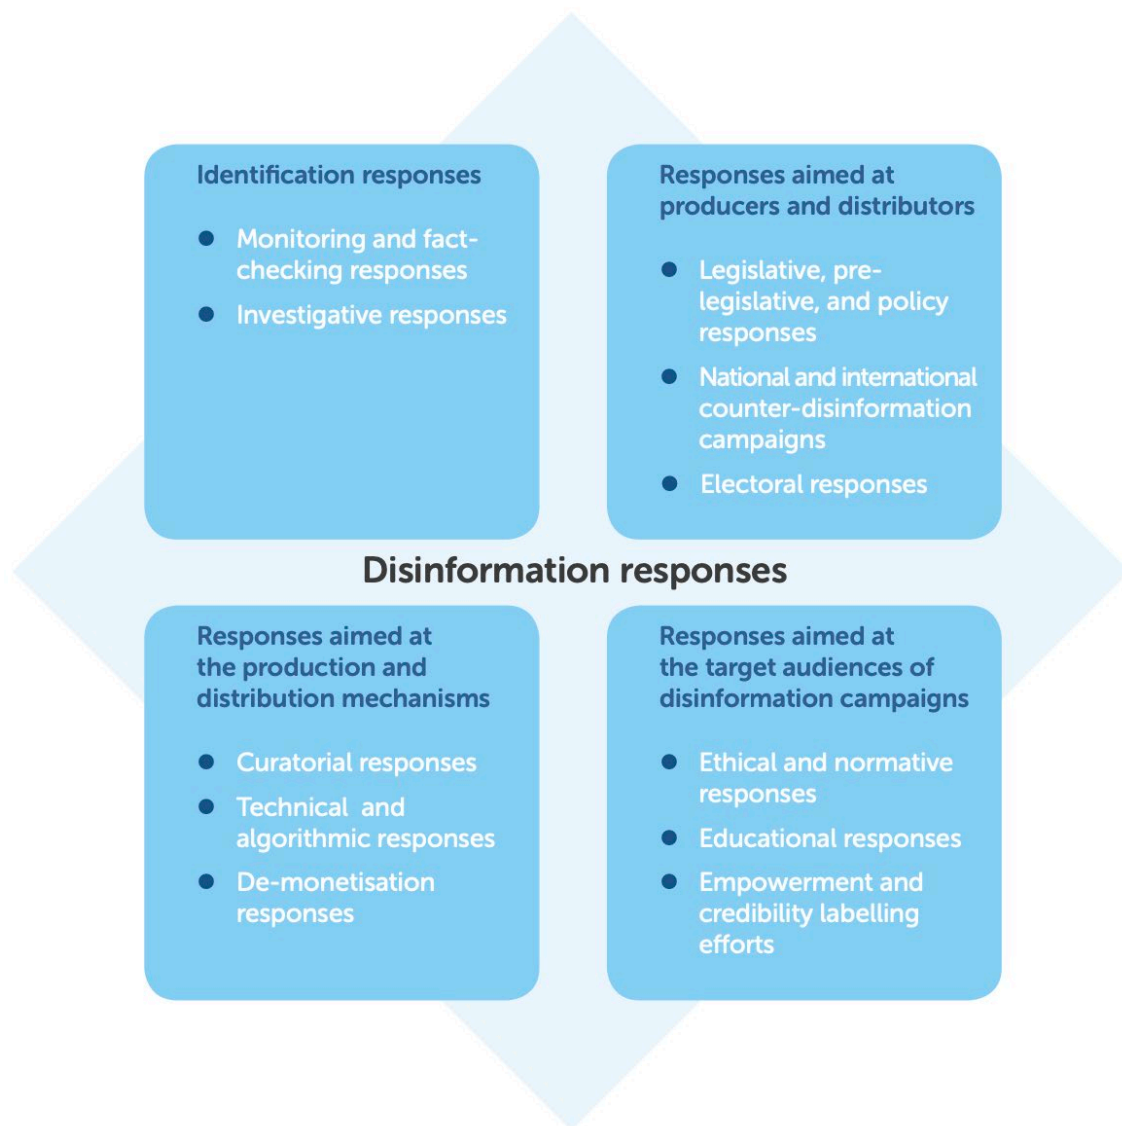 Identification responses
Monitoring and fact-
checking responses
Investigative responses
Responses aimed at
producers and distributors
Legislative, pre-
legislative, and policy
responses
National and international
counter-disinformation
campaigns
Electoral responses
Disinformation responses
Responses aimed at
the production and
distribution mechanisms
Curatorial responses
Technical and
algorithmic responses
De-monetisation
responses
Responses aimed at
the target audiences of
disinformation campaigns
Ethical and normative
responses
Educational responses
Empowerment and
credibility labelling
efforts